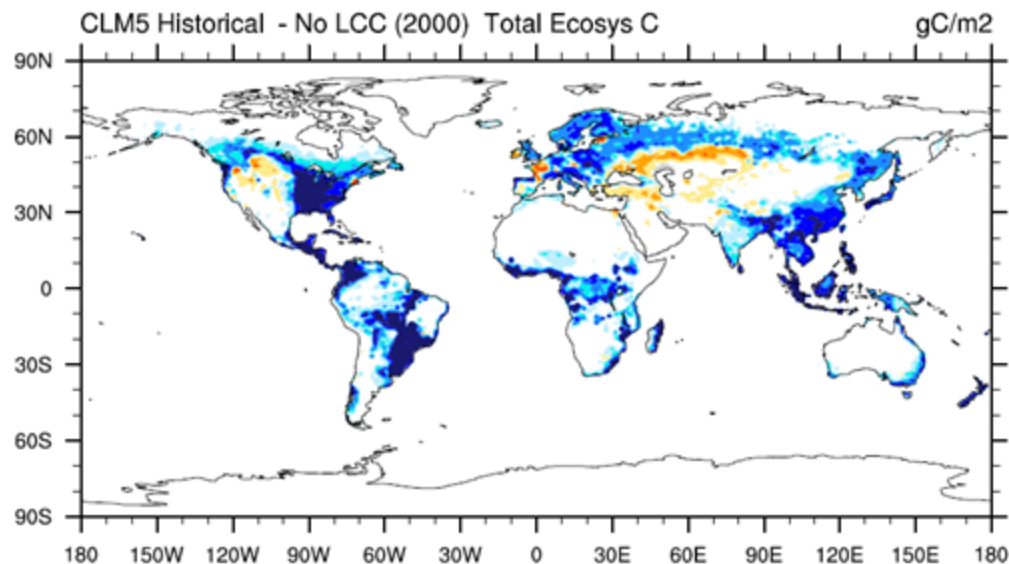 CLM5 Historical - No LCC (2000) Total Ecosys C gC/m2
90N
60N
30N
0
30S
60S
90S
180 150W 120W 90W 60W 30W 0 30E 60E 90E 120E 150E 180